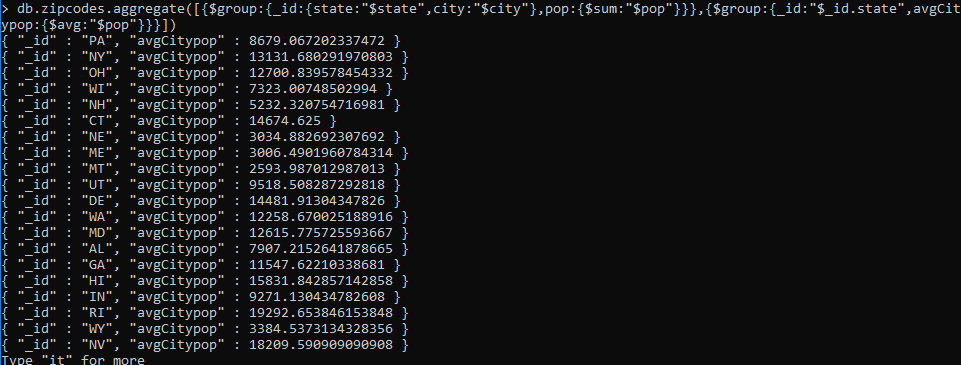 > db.zipcodes.aggregate([{$group:{_id:{state:"$state",city:"$city"},pop:{$sum:"$pop"}}},{$group:{_id:"$_id.state",avgCit
ypop:{$avg:"$pop"}}}])
{ "_id" : "PA", "avgCitypop" : 8679.067202337472 }
{ "_id" : "NY", "avgCitypop" : 13131.680291970803 }
{ "_id" : "OH", "avgCitypop" : 12700.839578454332 }
{ "_id" : "WI", "avgCitypop" : 7323.00748502994 }
{ "_id" : "NH", "avgCitypop" : 5232.320754716981 }
{ "_id" : "CT", "avgCitypop" : 14674.625 }
{ "_id" : "NE", "avgCitypop" : 3034.882692307692 }
{ "_id" : "ME", "avgCitypop" : 3006.4901960784314 }
{ "_id" : "MT", "avgCitypop" : 2593.987012987013 }
{ "_id" : "UT", "avgCitypop" : 9518.508287292818 }
{ "_id" : "DE", "avgCitypop" : 14481.91304347826 }
{ "_id" : "WA", "avgCitypop" : 12258.670025188916 }
{ "_id" : "MD", "avgCitypop" : 12615.775725593667 }
{ "_id" : "AL", "avgCitypop" : 7907.2152641878665 }
{ "_id" : "GA", "avgCitypop" : 11547.62210338681 }
{ "_id" : "HI", "avgCitypop" : 15831.842857142858 }
{ "_id" : "IN", "avgCitypop" : 9271.130434782608 }
{ "_id" : "RI", "avgCitypop" : 19292.653846153848 }
{ "_id" : "WY", "avgCitypop" : 3384.5373134328356 }
{ "_id" : "NV", "avgCitypop" : 18209.590909090908 }
Type "it" for more